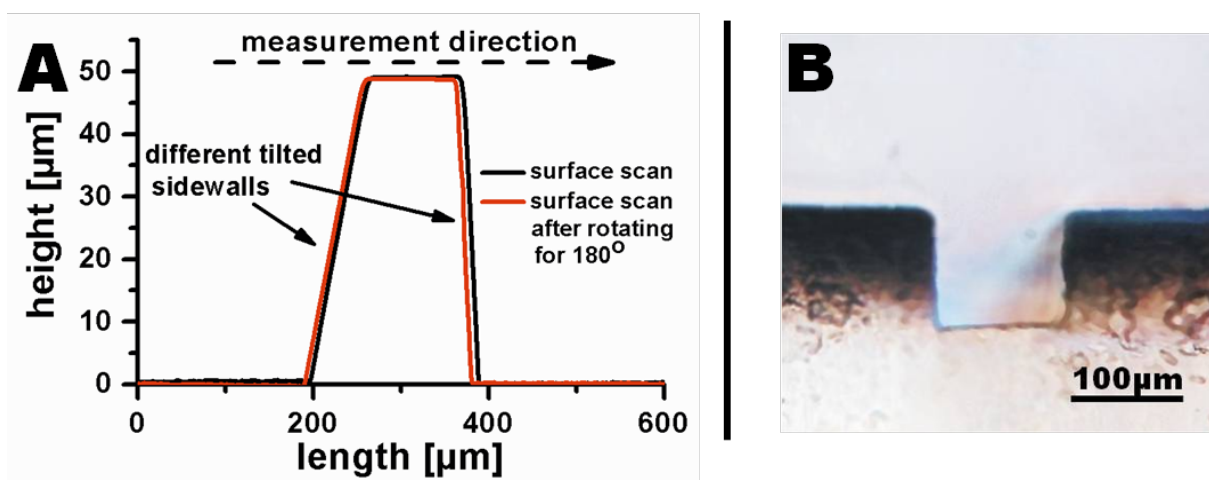 A
measurement direction
50
40
30
20
10
0
height [µm]
different tilted
sidewalls
surface scan
surface scan
after rotating
for 180°
0
200
400
600
length [µm]
B
100µm